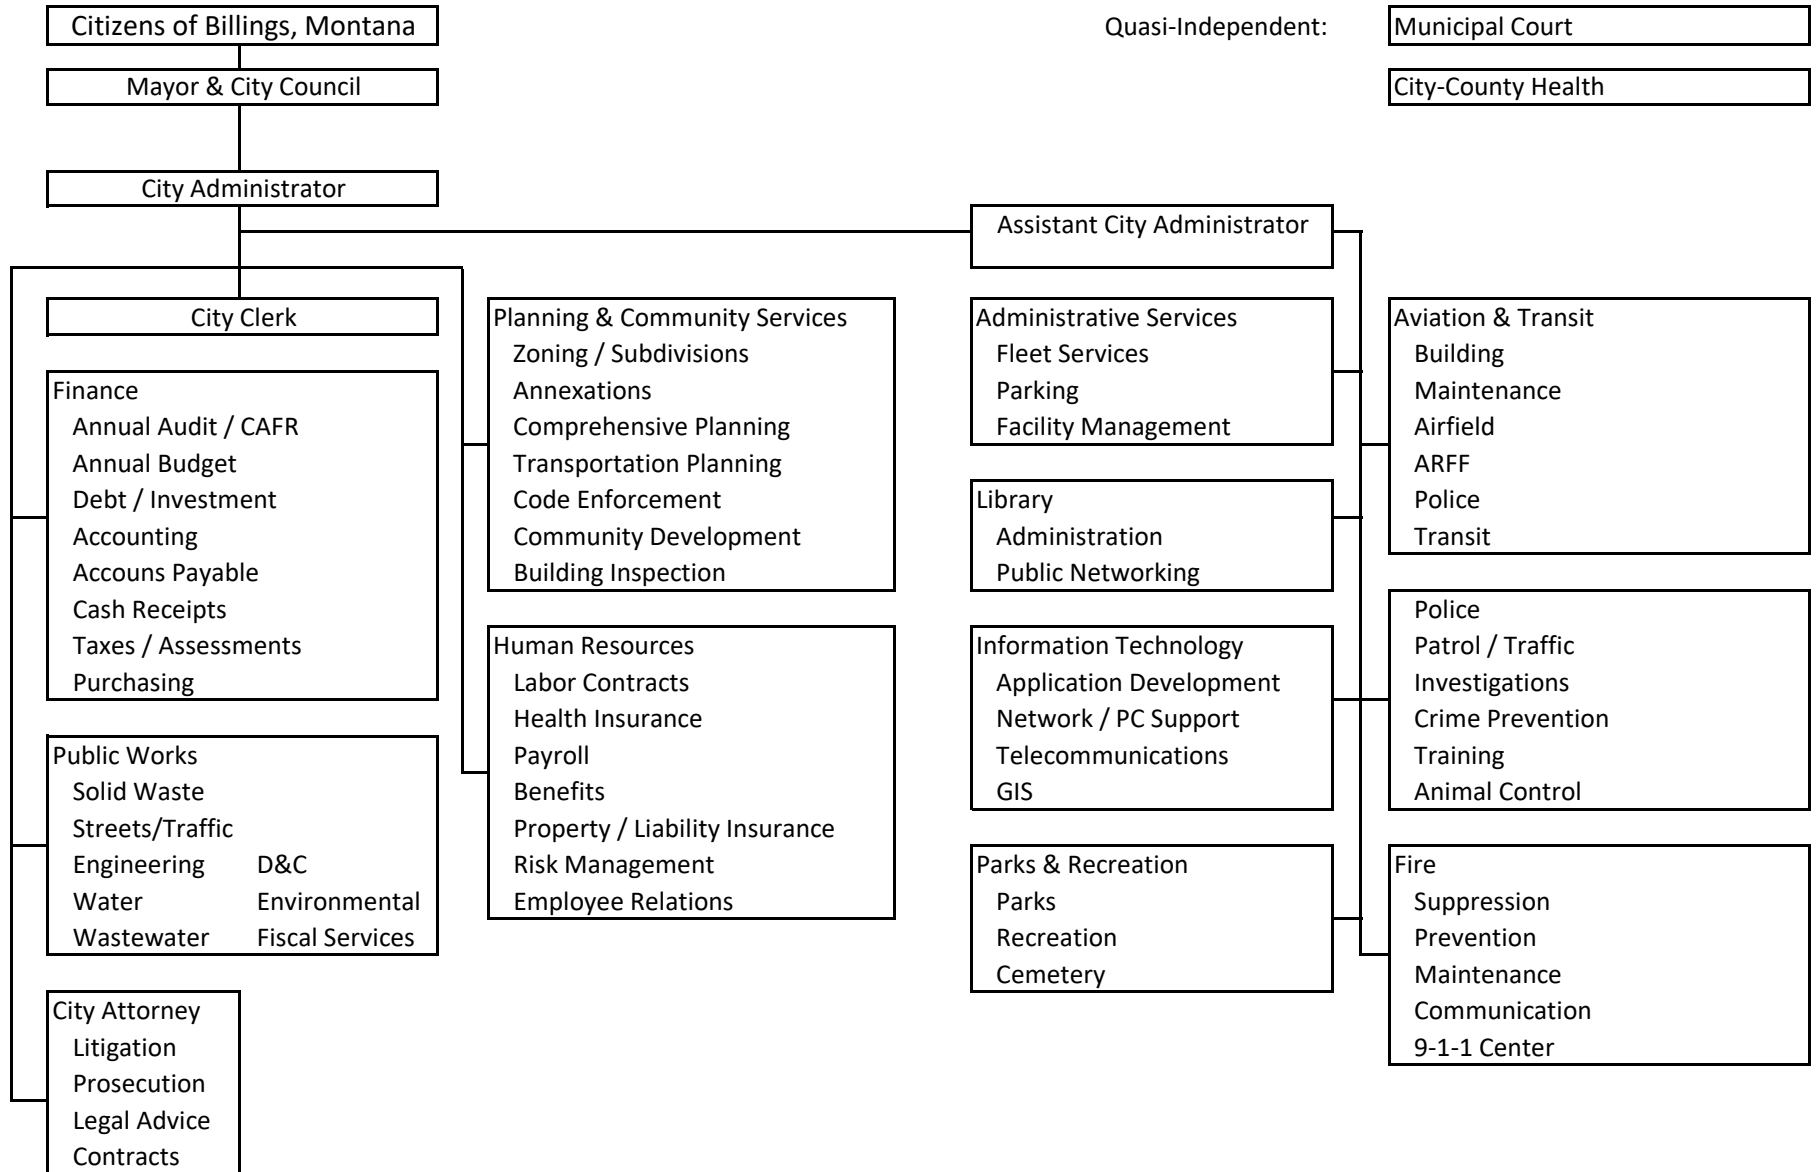 Citizens of Billings, Montana
Quasi-Independent:
Municipal Court
Mayor & City Council
City-County Health
City Administrator
Assistant City Administrator
City Clerk
Finance
Annual Audit / CAFR
Annual Budget
Debt / Investment
Accounting
Accouns Payable
Cash Receipts
Taxes / Assessments
Purchasing
Public Works
Solid Waste
Streets/Traffic
Engineering D&C
Water Environmental
Wastewater Fiscal Services
City Attorney
Litigation
Prosecution
Legal Advice
Contracts
Planning & Community Services
Zoning / Subdivisions
Annexations
Comprehensive Planning
Transportation Planning
Code Enforcement
Community Development
Building Inspection
Human Resources
Labor Contracts
Health Insurance
Payroll
Benefits
Property / Liability Insurance
Risk Management
Employee Relations
Administrative Services
Fleet Services
Parking
Facility Management
Library
Administration
Public Networking
Information Technology
Application Development
Network / PC Support
Telecommunications
GIS
Parks & Recreation
Parks
Recreation
Cemetery
Aviation & Transit
Building
Maintenance
Airfield
ARFF
Police
Transit
Police
Patrol / Traffic
Investigations
Crime Prevention
Training
Animal Control
Fire
Suppression
Prevention
Maintenance
Communication
9-1-1 Center